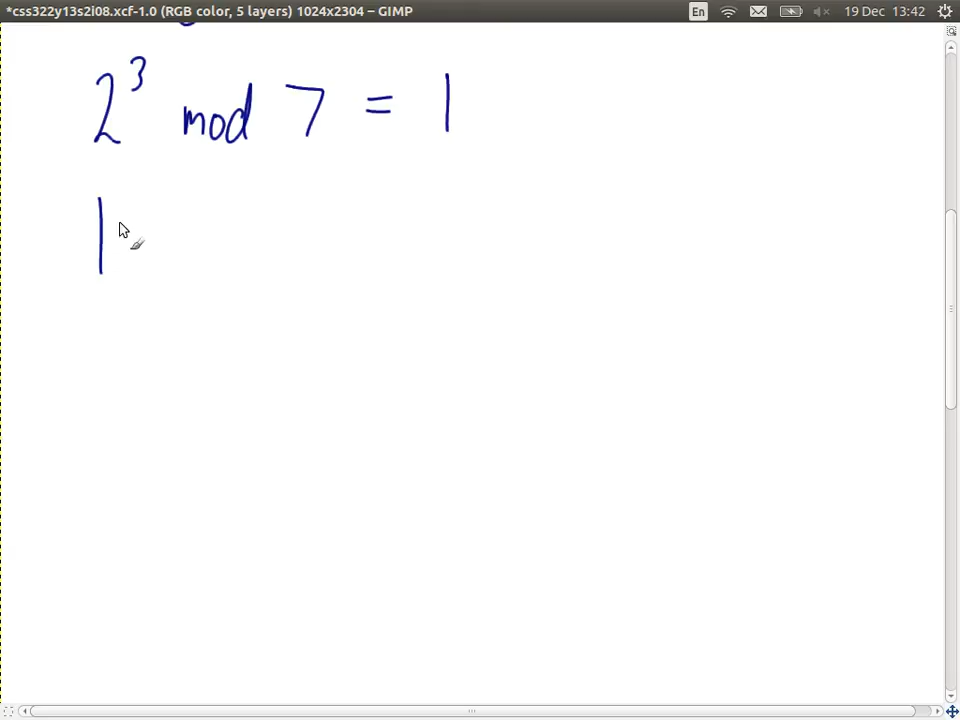 *css322y13s2i08.xcf-1.0 (RGB color, 5 layers) 1024x2304 – GIMP En 19 Dec 13:42
2³ mod 7 = 1
1